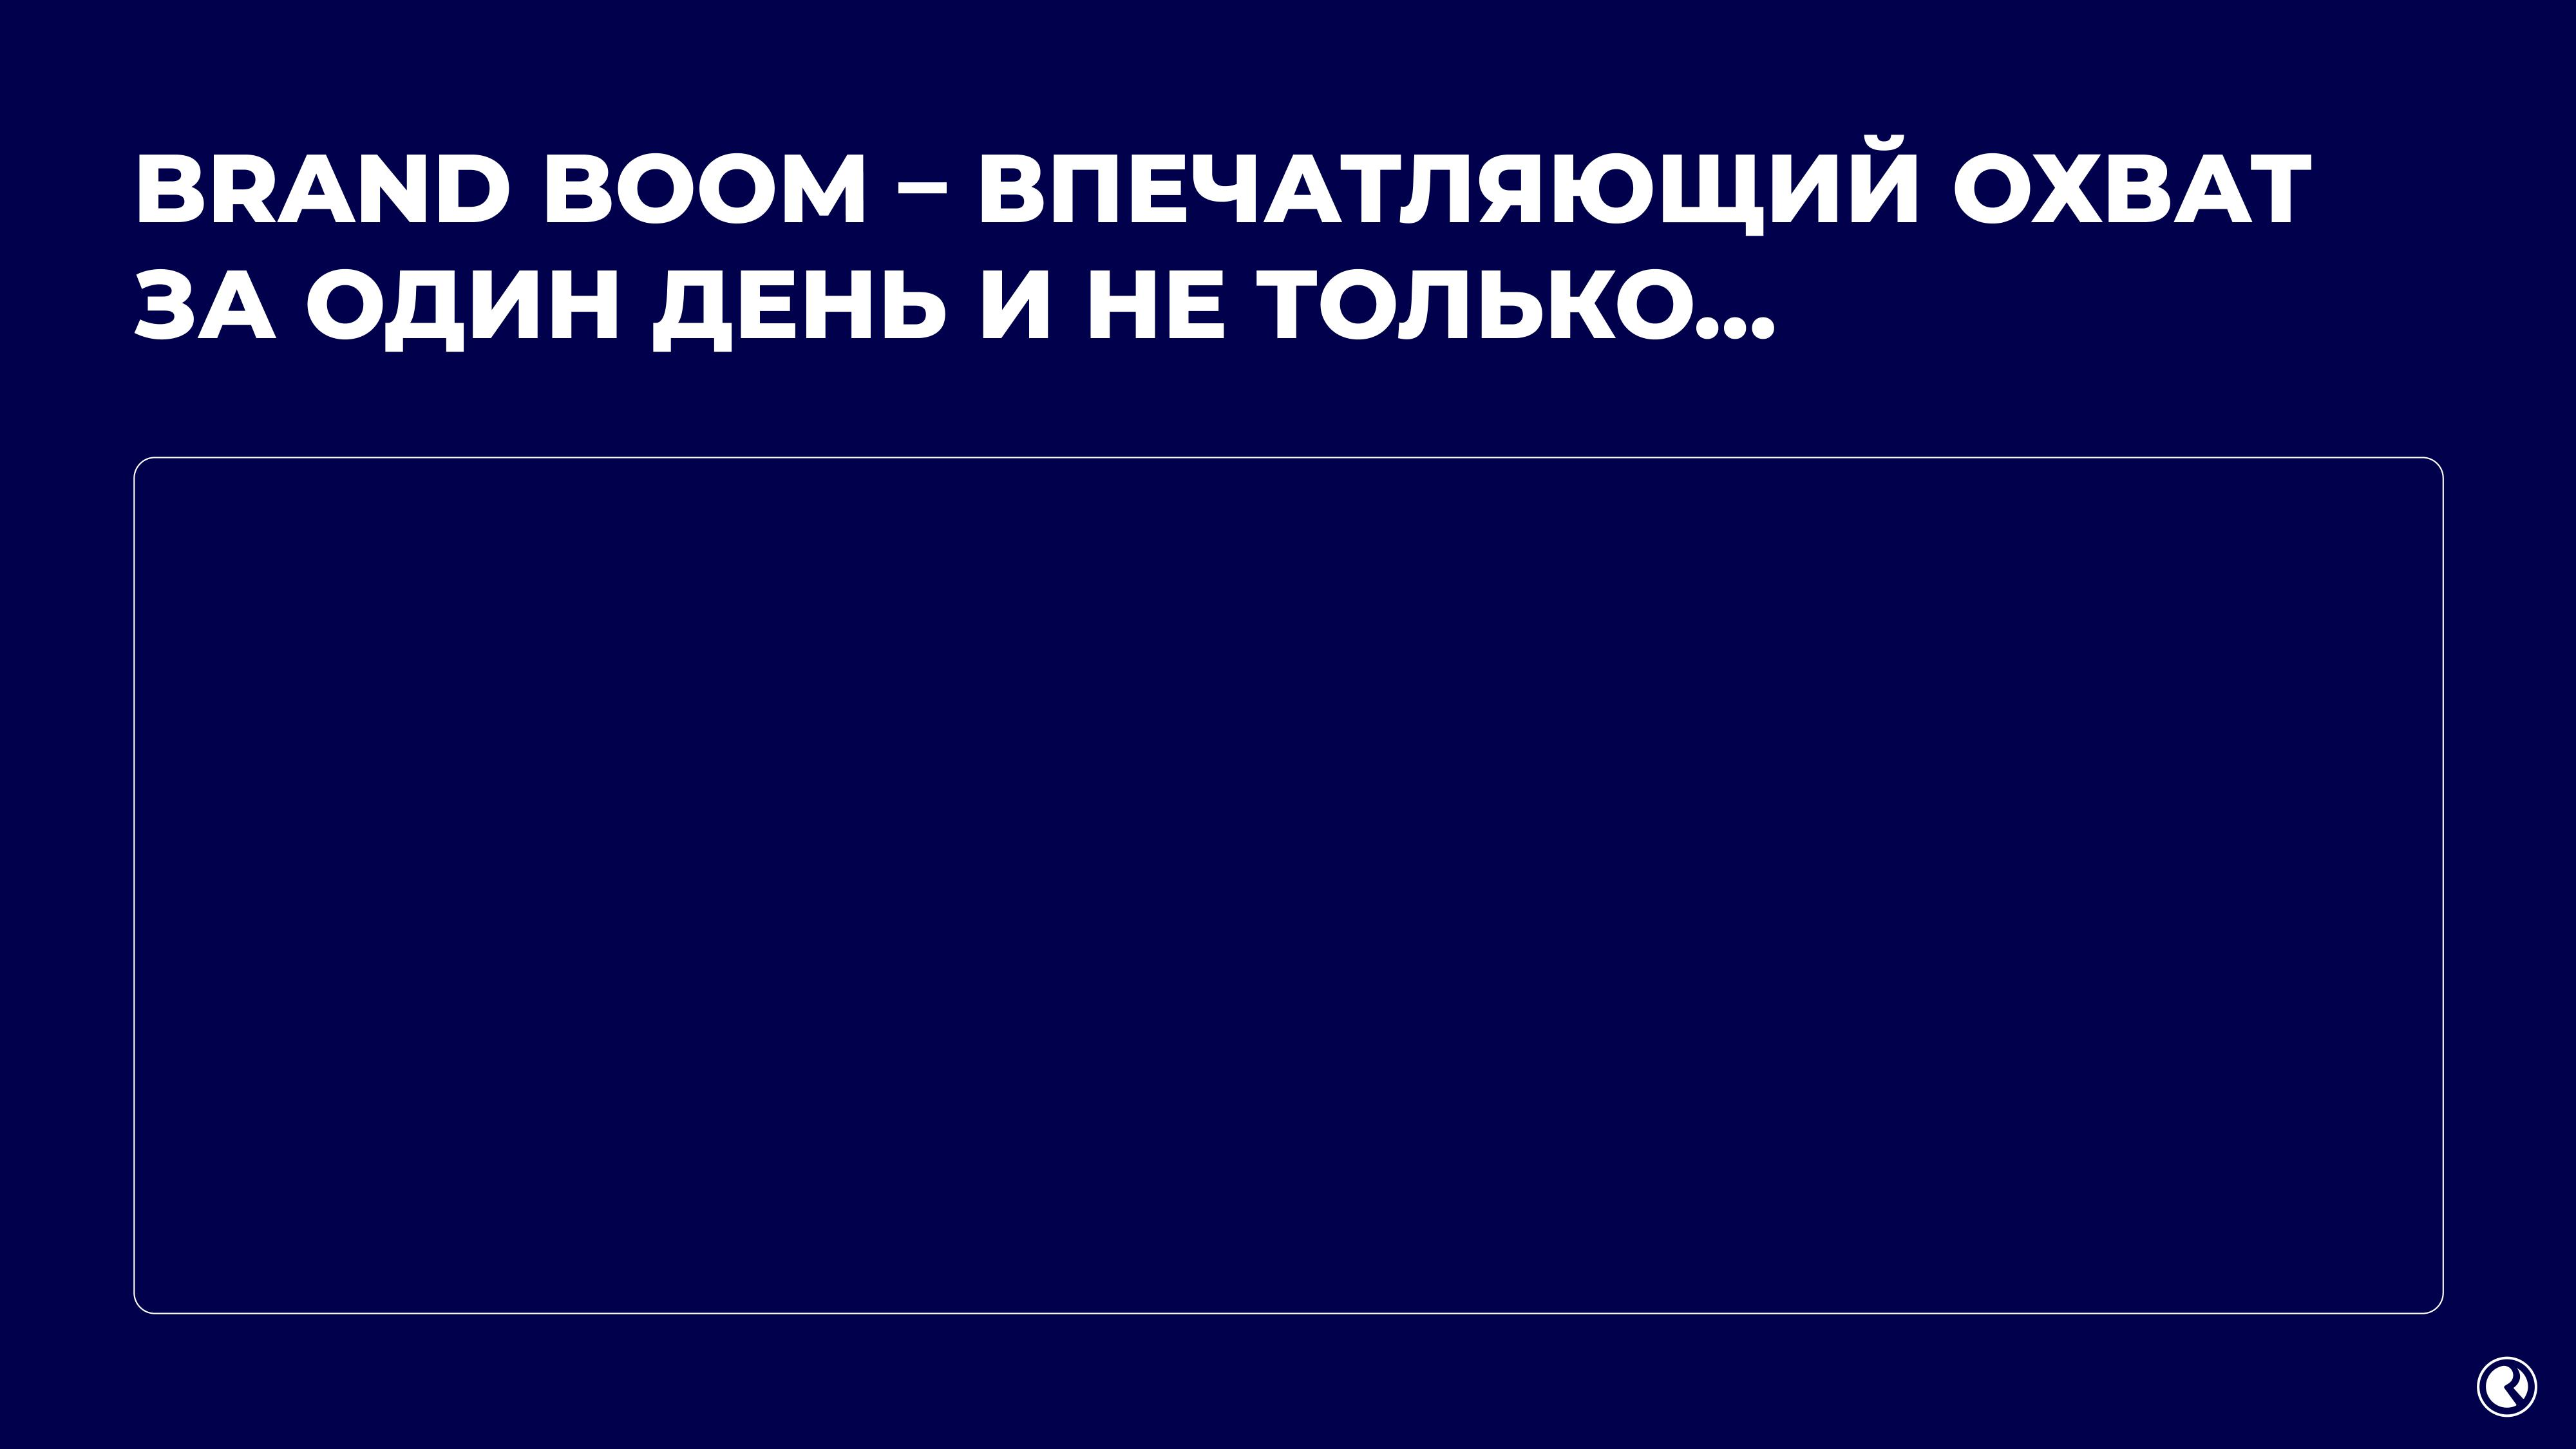 BRAND BOOM – ВПЕЧАТЛЯЮЩИЙ ОХВАТ
ЗА ОДИН ДЕНЬ И НЕ ТОЛЬКО...